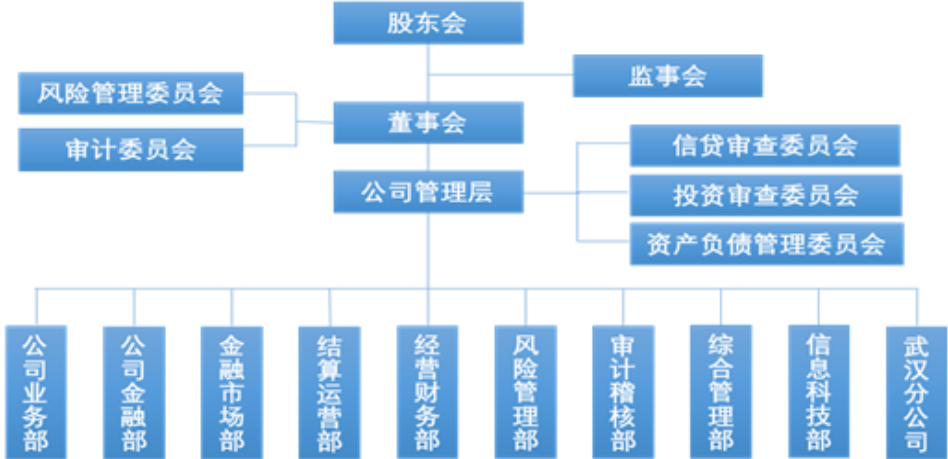 股东会
监事会
风险管理委员会
董事会
审计委员会
信贷审查委员会
公司管理层
投资审查委员会
资产负债管理委员会
公司业务部
公司金融部
金融市场部
结算运营部
经营财务部
风险管理部
审计稽核部
综合管理部
信息科技部
武汉分公司